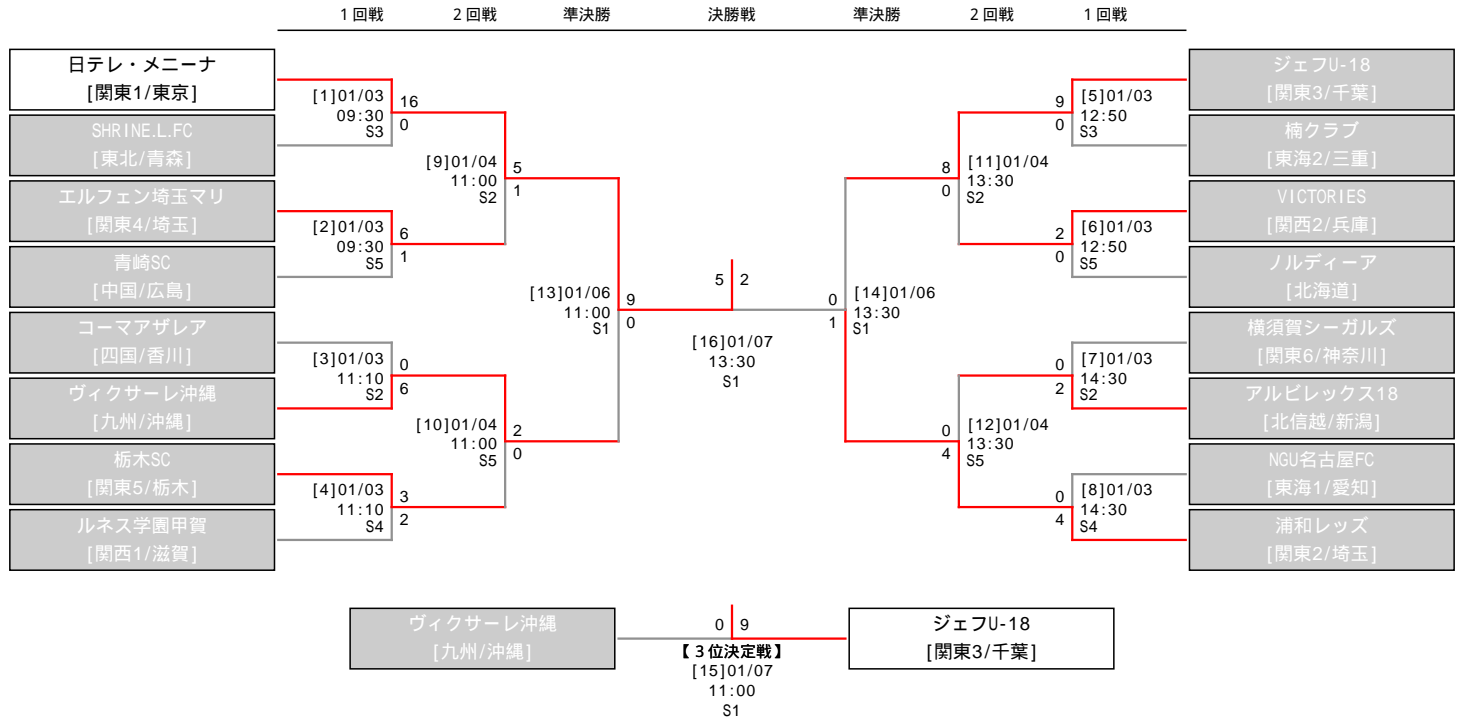 1回戦 2回戦 準決勝 決勝戦 準決勝 2回戦 1回戦
日テレ・メニーナ
[関東1/東京]
SHRINE.L.FC
[東北/青森]
エルフェン埼玉マリ
[関東4/埼玉]
青崎SC
[中国/広島]
コーマアザレア
[四国/香川]
ヴィクサーレ沖縄
[九州/沖縄]
栃木SC
[関東5/栃木]
ルネス学園甲賀
[関西1/滋賀]
[1]01/03 16
09:30 0
S3
[2]01/03 6
09:30 1
S5
[3]01/03 0
11:10 6
S2
[4]01/03 3
11:10 2
S4
[9]01/04 5
11:00 1
S2
[10]01/04 2
11:00 0
S5
[13]01/06 9
11:00 0
S1
5 2
[16]01/07
13:30
S1
0 [14]01/06
13:30
1 S1
8 [11]01/04
13:30
0 S2
0 [12]01/04
13:30
4 S5
9 [5]01/03
0 12:50
S3
2 [6]01/03
0 12:50
S5
0 [7]01/03
2 14:30
S2
0 [8]01/03
4 14:30
S4
ジェフU-18
[関東3/千葉]
楠クラブ
[東海2/三重]
VICTORIES
[関西2/兵庫]
ノルディーア
[北海道]
横須賀シーガルズ
[関東6/神奈川]
アルビレックス18
[北信越/新潟]
NGU名古屋FC
[東海1/愛知]
浦和レッズ
[関東2/埼玉]
ヴィクサーレ沖縄
[九州/沖縄]
0 9
【３位決定戦】
[15]01/07
11:00
S1
ジェフU-18
[関東3/千葉]